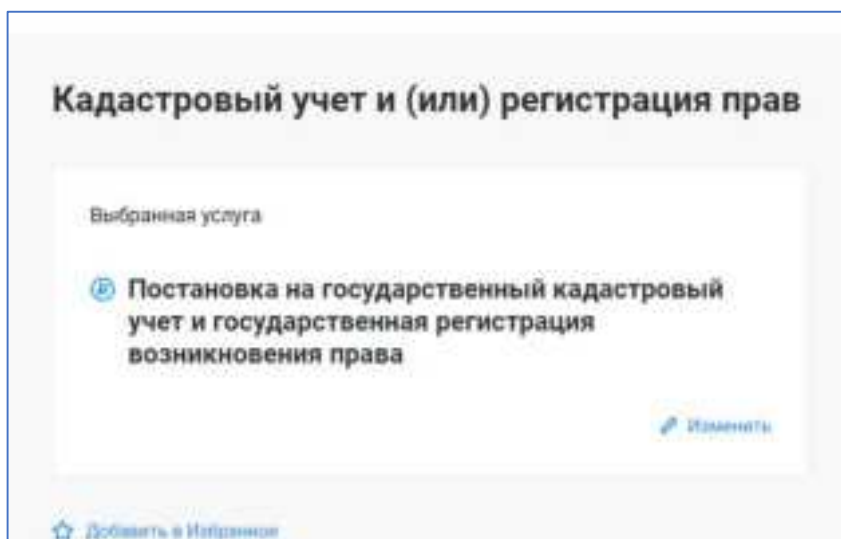 Кадастровый учет и (или) регистрация прав
Выбранная услуга
Постановка на государственный кадастровый
учет и государственная регистрация
возникновения права
Изменить
Добавить в Избранное